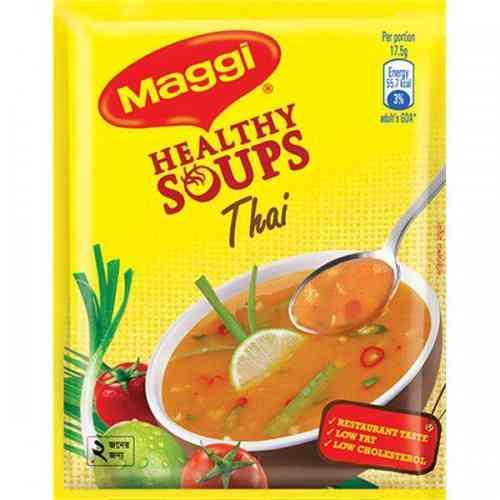 Maggi
®
HEALTHY
SOUPS
Thai
Per portion
17.5g
Energy
55.7 kcal
3%
adult's GDA*
✓ RESTAURANT TASTE
✓ LOW FAT
✓ LOW CHOLESTEROL
২ জনের
জন্য